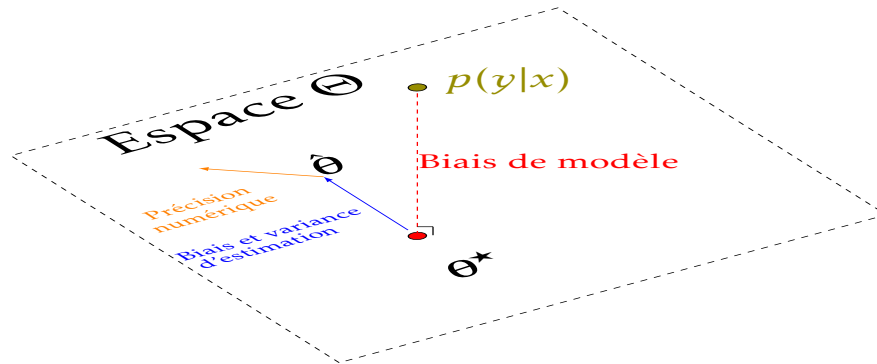 Espace Θ
p(y|x)
Biais de modèle
θ̂
Précision
numérique
Biais et variance
d'estimation
θ★